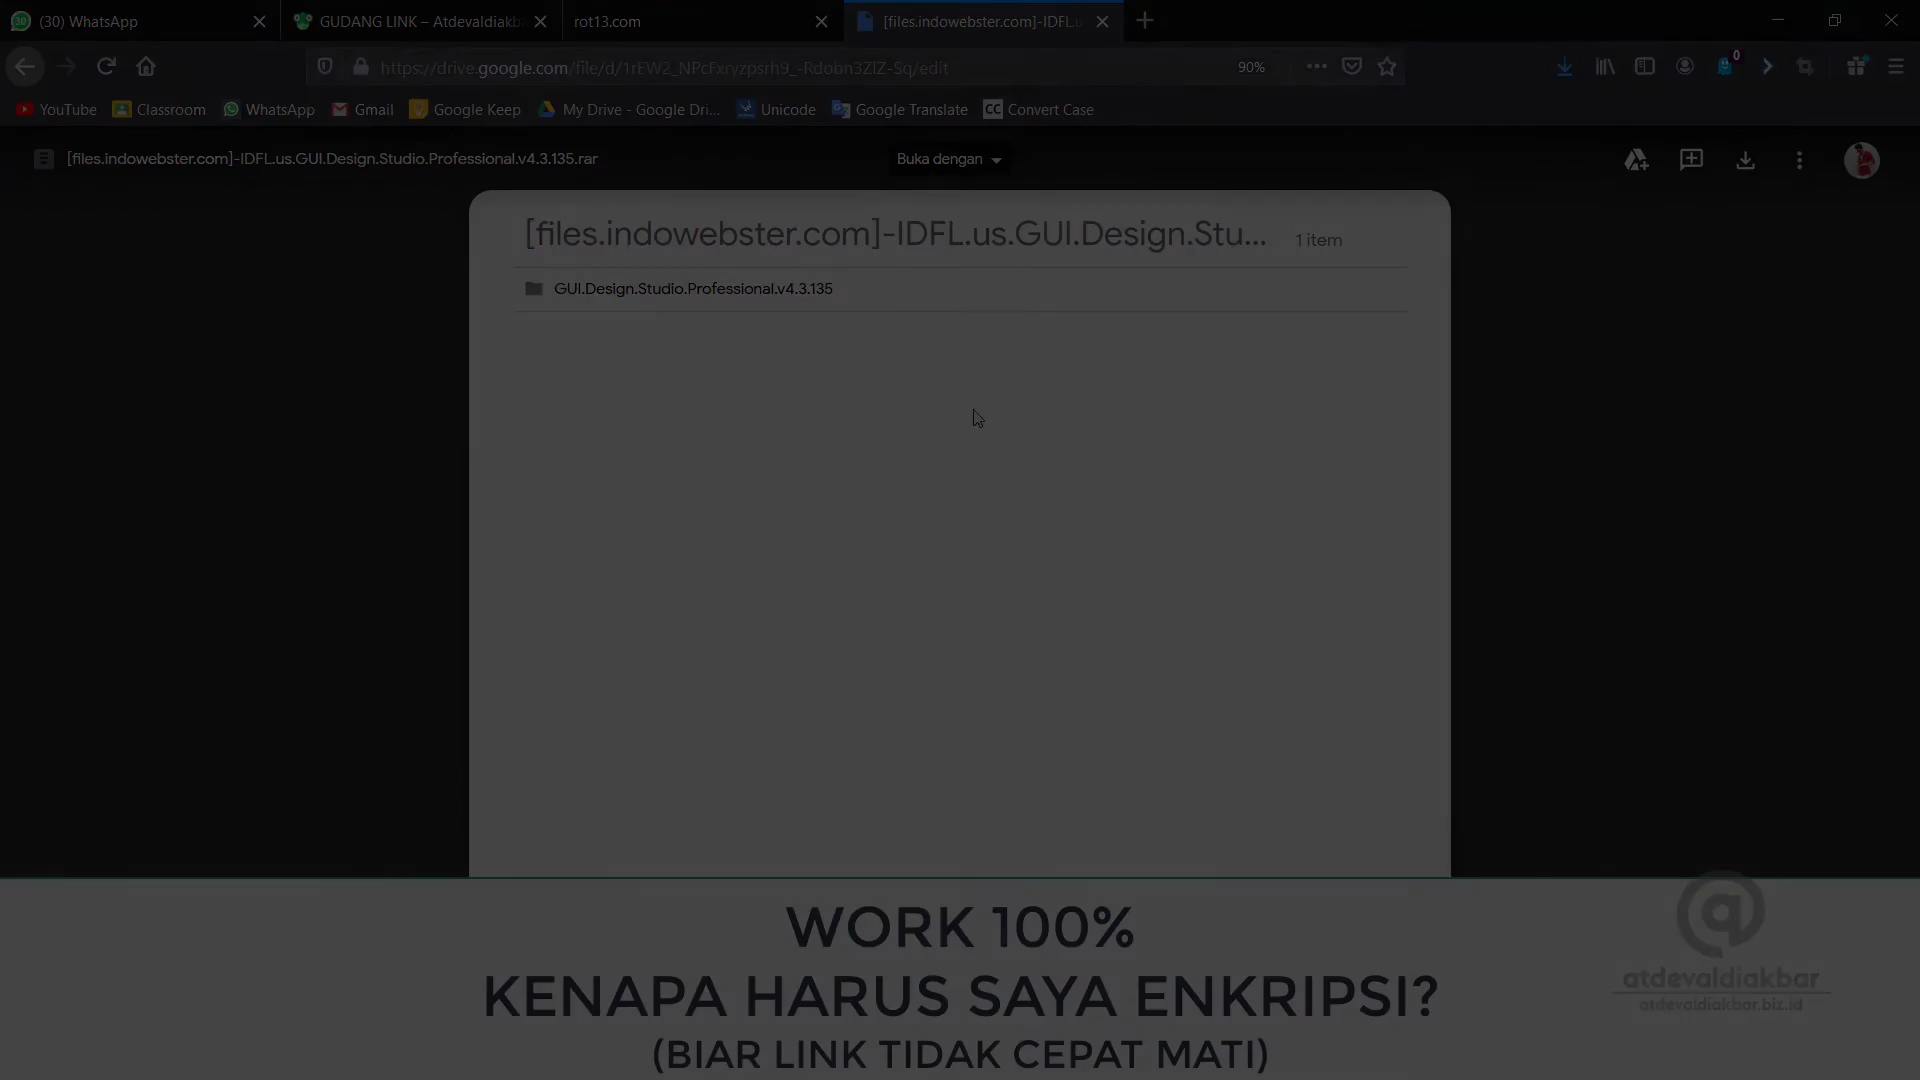 (30) WhatsApp
GUDANG LINK – Atdevaldiakba
rot13.com
[files.indowebster.com]-IDFL.u
https://drive.google.com/file/d/1rEW2_NPcFxryzpsrh9_-Rdobn3ZlZ-Sq/edit
90%
0
YouTube
Classroom
WhatsApp
Gmail
Google Keep
My Drive - Google Dri...
Unicode
Google Translate
CC Convert Case
[files.indowebster.com]-IDFL.us.GUI.Design.Studio.Professional.v4.3.135.rar
Buka dengan
[files.indowebster.com]-IDFL.us.GUI.Design.Stu...
1 item
GUI.Design.Studio.Professional.v4.3.135
WORK 100%
KENAPA HARUS SAYA ENKRIPSI?
(BIAR LINK TIDAK CEPAT MATI)
atdevaldiakbar
atdevaldiakbar.biz.id